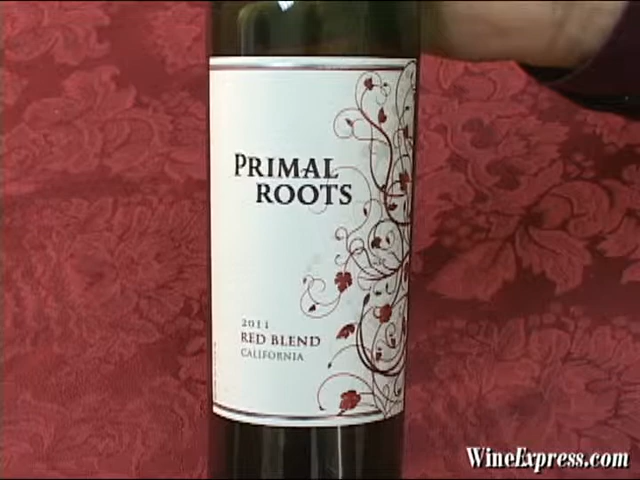 PRIMAL
ROOTS
2011
RED BLEND
CALIFORNIA
WineExpress.com